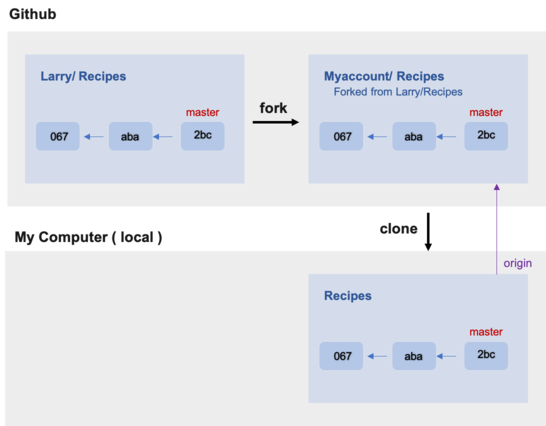 Github
Larry/ Recipes
master
067
aba
2bc
fork
Myaccount/ Recipes
Forked from Larry/Recipes
master
067
aba
2bc
clone
origin
My Computer ( local )
Recipes
master
067
aba
2bc